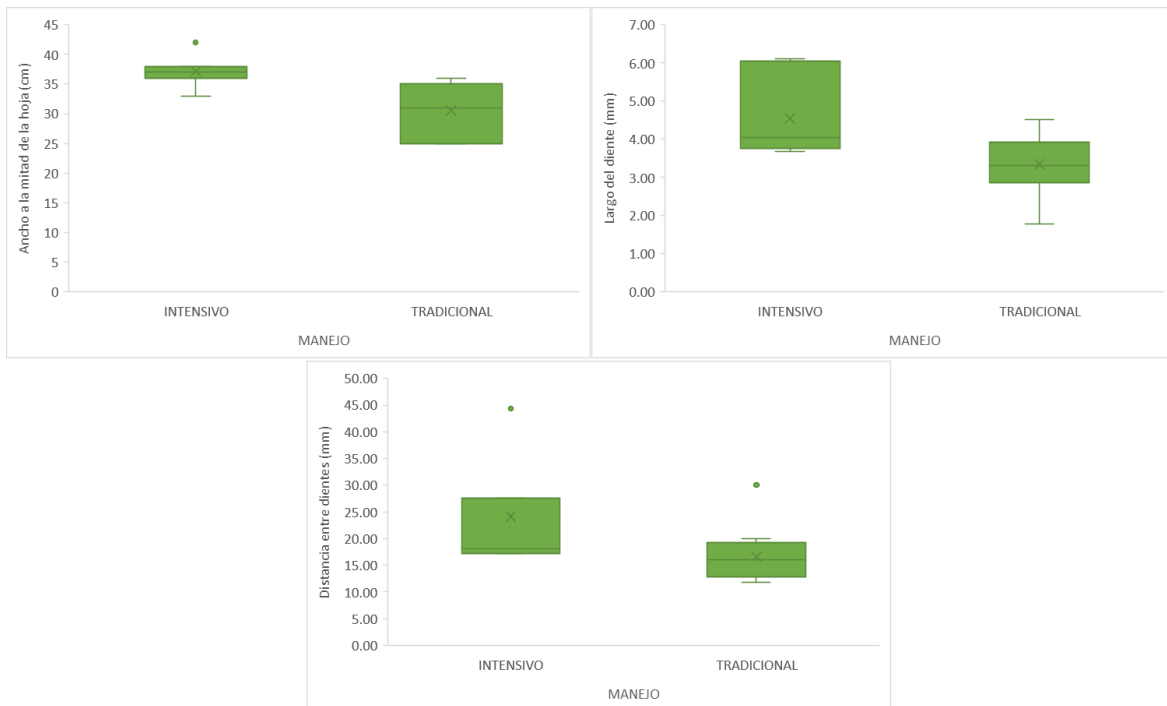 Ancho a la mitad de la hoja (cm)
45
40
35
30
25
20
15
10
5
0
INTENSIVO
TRADICIONAL
MANEJO
Largo del diente (mm)
7.00
6.00
5.00
4.00
3.00
2.00
1.00
0.00
INTENSIVO
TRADICIONAL
MANEJO
Distancia entre dientes (mm)
50.00
45.00
40.00
35.00
30.00
25.00
20.00
15.00
10.00
5.00
0.00
INTENSIVO
TRADICIONAL
MANEJO